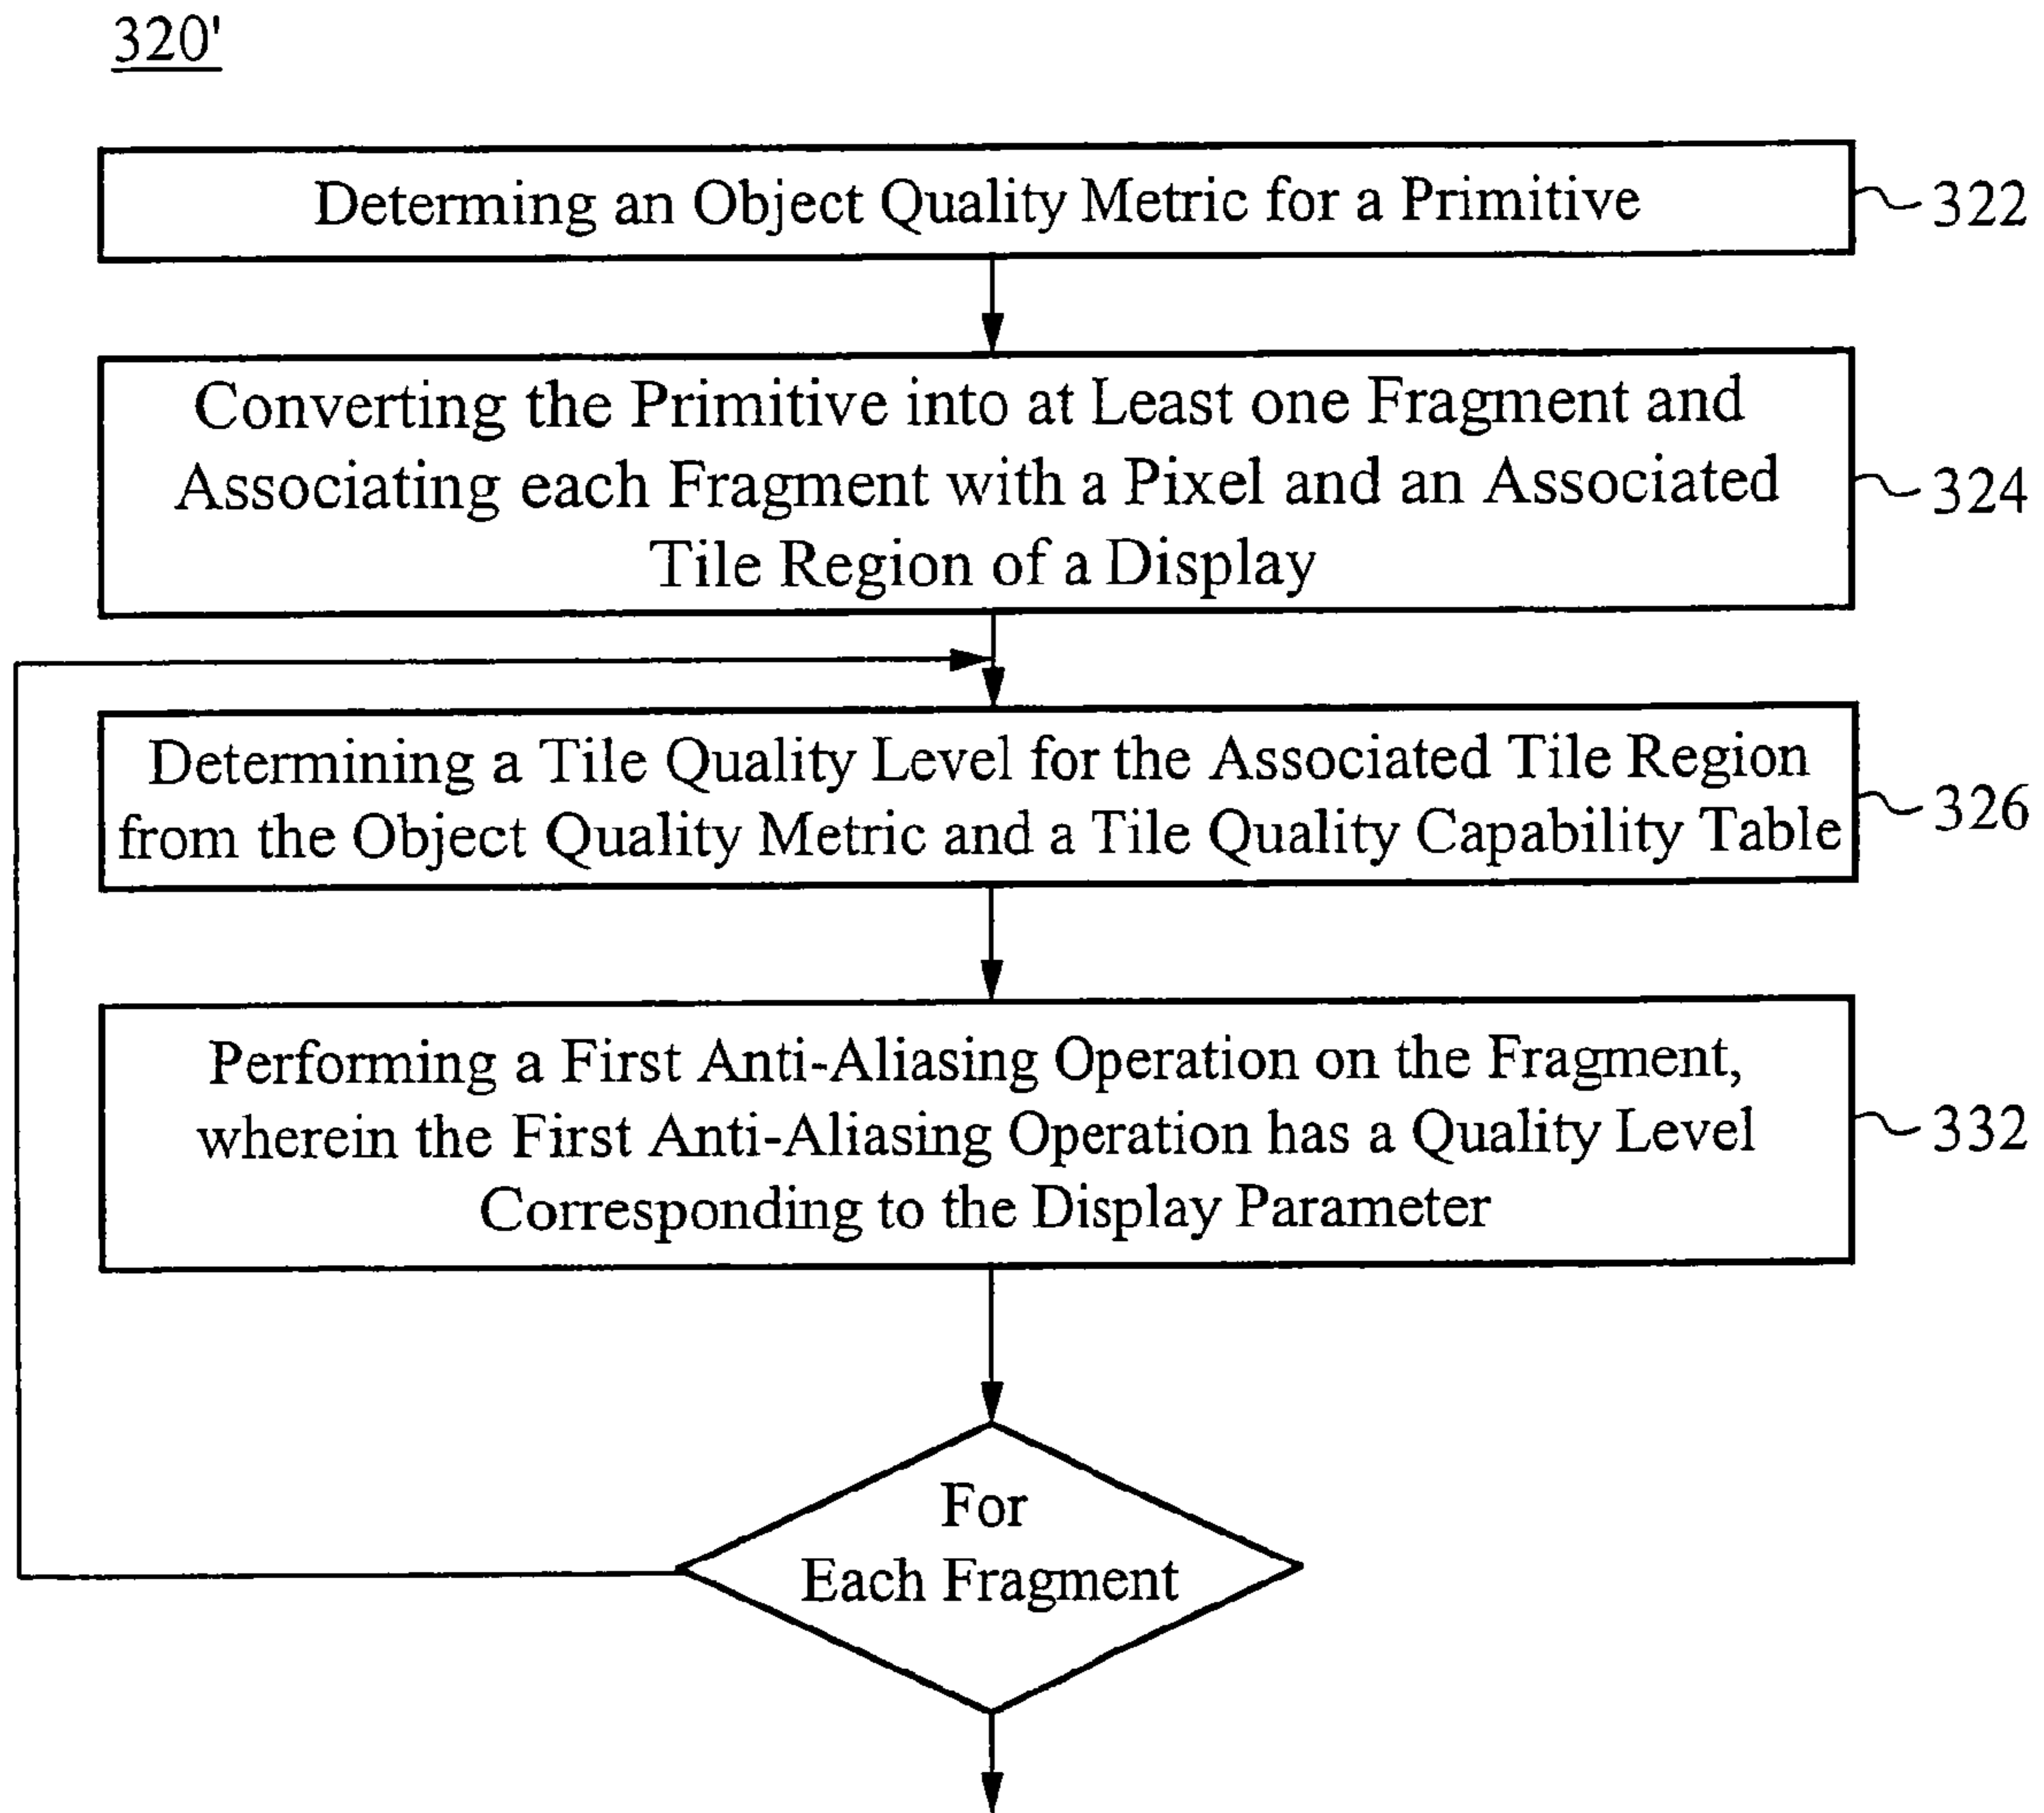 320'
Determing an Object Quality Metric for a Primitive
322
Converting the Primitive into at Least one Fragment and
Associating each Fragment with a Pixel and an Associated
Tile Region of a Display
324
Determining a Tile Quality Level for the Associated Tile Region
from the Object Quality Metric and a Tile Quality Capability Table
326
Performing a First Anti-Aliasing Operation on the Fragment,
wherein the First Anti-Aliasing Operation has a Quality Level
Corresponding to the Display Parameter
332
For
Each Fragment